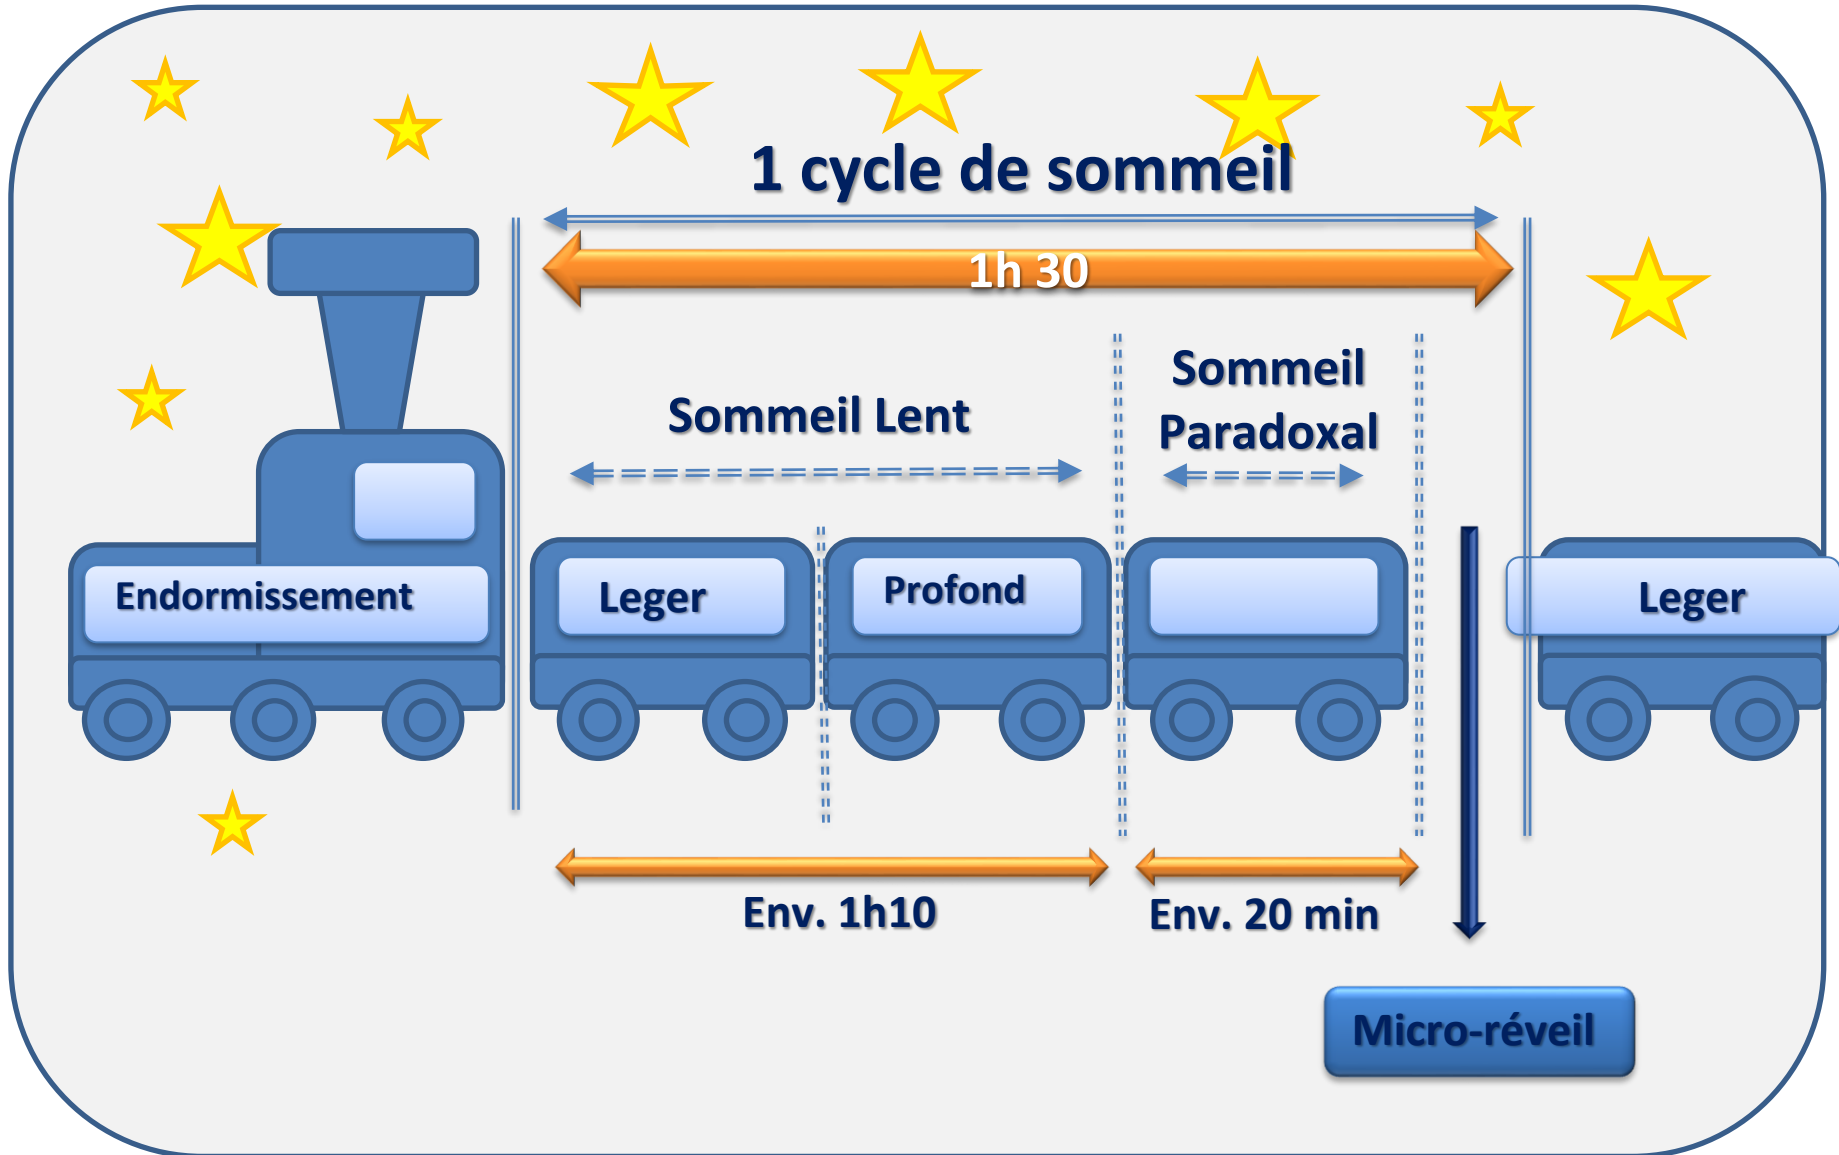 1 cycle de sommeil
1h 30
Sommeil Lent
Sommeil
Paradoxal
Endormissement
Leger
Profond
Leger
Env. 1h10
Env. 20 min
Micro-réveil